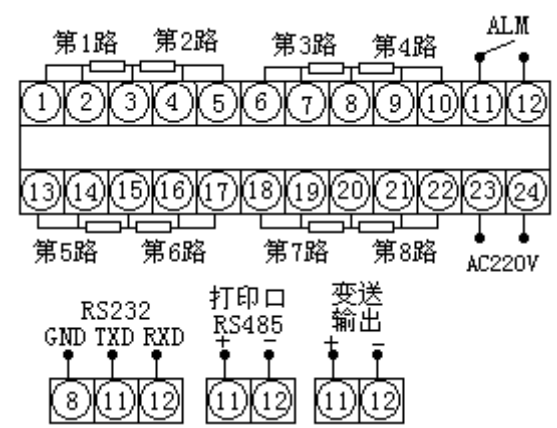 ALM
第1路 第2路 第3路 第4路
1 2 3 4 5 6 7 8 9 10 11 12
13 14 15 16 17 18 19 20 21 22 23 24
第5路 第6路 第7路 第8路
AC220V
RS232
GND TXD RXD
8 11 12
打印口
RS485
+ −
11 12
变送
输出
+ −
11 12